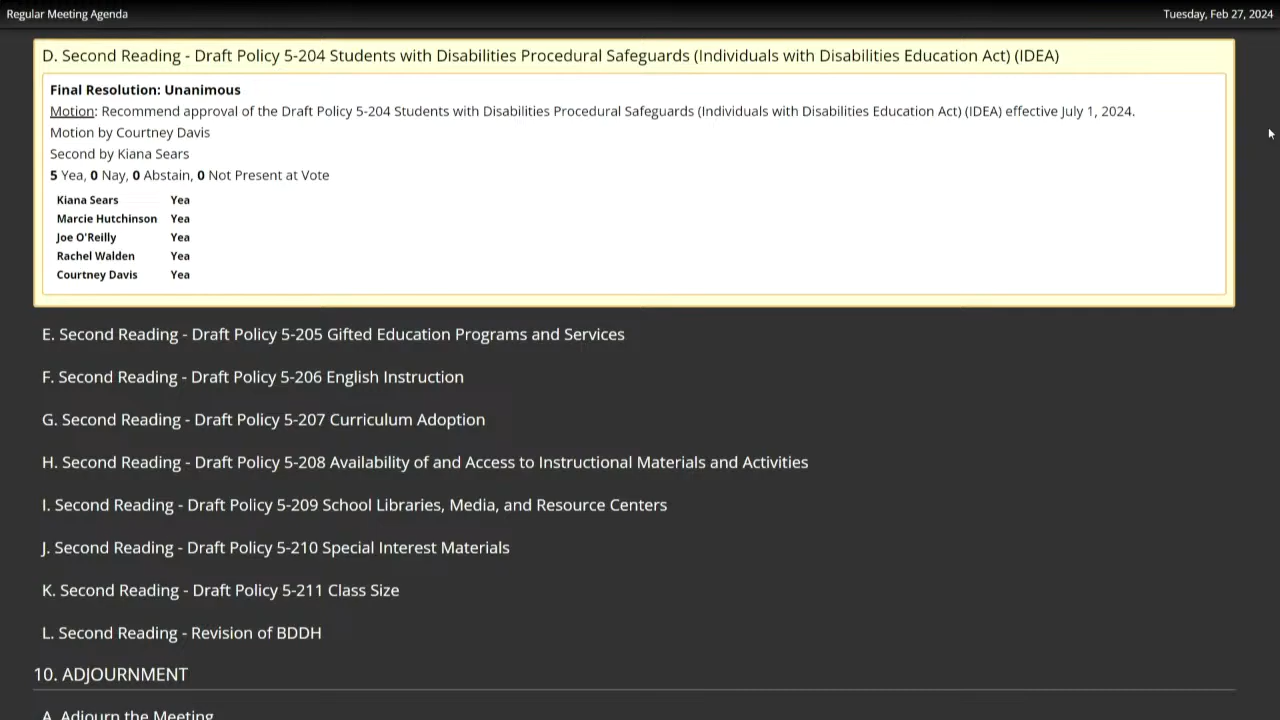 Regular Meeting Agenda
Tuesday, Feb 27, 2024
D. Second Reading - Draft Policy 5-204 Students with Disabilities Procedural Safeguards (Individuals with Disabilities Education Act) (IDEA)
Final Resolution: Unanimous
Motion: Recommend approval of the Draft Policy 5-204 Students with Disabilities Procedural Safeguards (Individuals with Disabilities Education Act) (IDEA) effective July 1, 2024.
Motion by Courtney Davis
Second by Kiana Sears
5 Yea, 0 Nay, 0 Abstain, 0 Not Present at Vote
Kiana Sears Yea
Marcie Hutchinson Yea
Joe O'Reilly Yea
Rachel Walden Yea
Courtney Davis Yea
E. Second Reading - Draft Policy 5-205 Gifted Education Programs and Services
F. Second Reading - Draft Policy 5-206 English Instruction
G. Second Reading - Draft Policy 5-207 Curriculum Adoption
H. Second Reading - Draft Policy 5-208 Availability of and Access to Instructional Materials and Activities
I. Second Reading - Draft Policy 5-209 School Libraries, Media, and Resource Centers
J. Second Reading - Draft Policy 5-210 Special Interest Materials
K. Second Reading - Draft Policy 5-211 Class Size
L. Second Reading - Revision of BDDH
10. ADJOURNMENT
A. Adjourn the Meeting